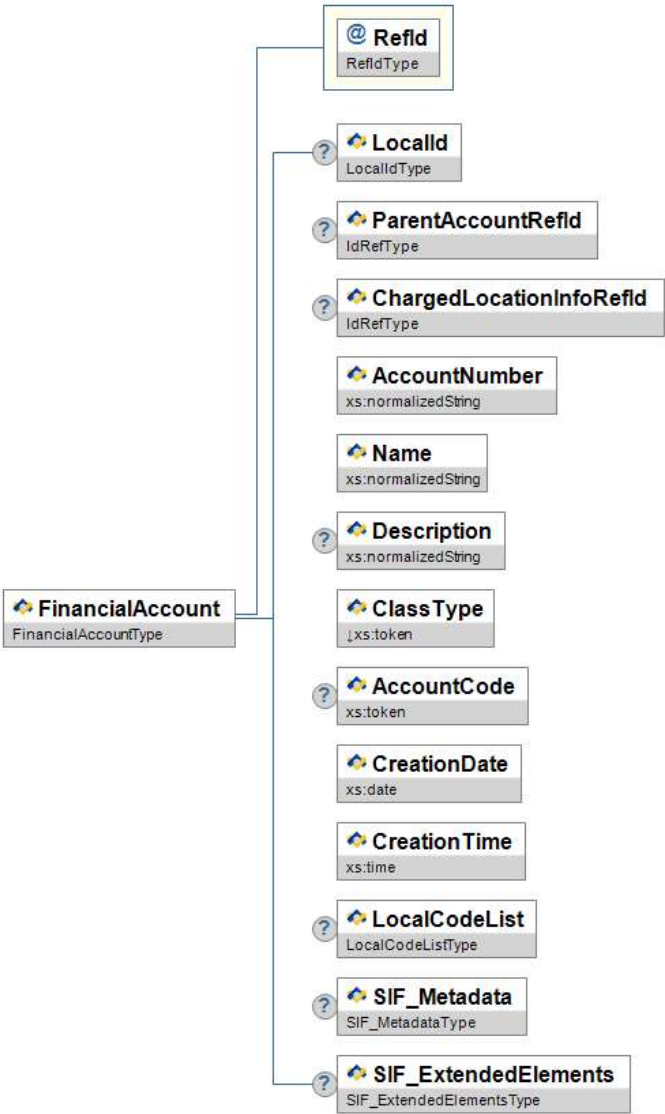 @ RefId
RefIdType
? LocalId
LocalIdType
? ParentAccountRefId
IdRefType
? ChargedLocationInfoRefId
IdRefType
AccountNumber
xs:normalizedString
Name
xs:normalizedString
? Description
xs:normalizedString
FinancialAccount
FinancialAccountType
ClassType
↓xs:token
? AccountCode
xs:token
CreationDate
xs:date
CreationTime
xs:time
? LocalCodeList
LocalCodeListType
? SIF_Metadata
SIF_MetadataType
? SIF_ExtendedElements
SIF_ExtendedElementsType